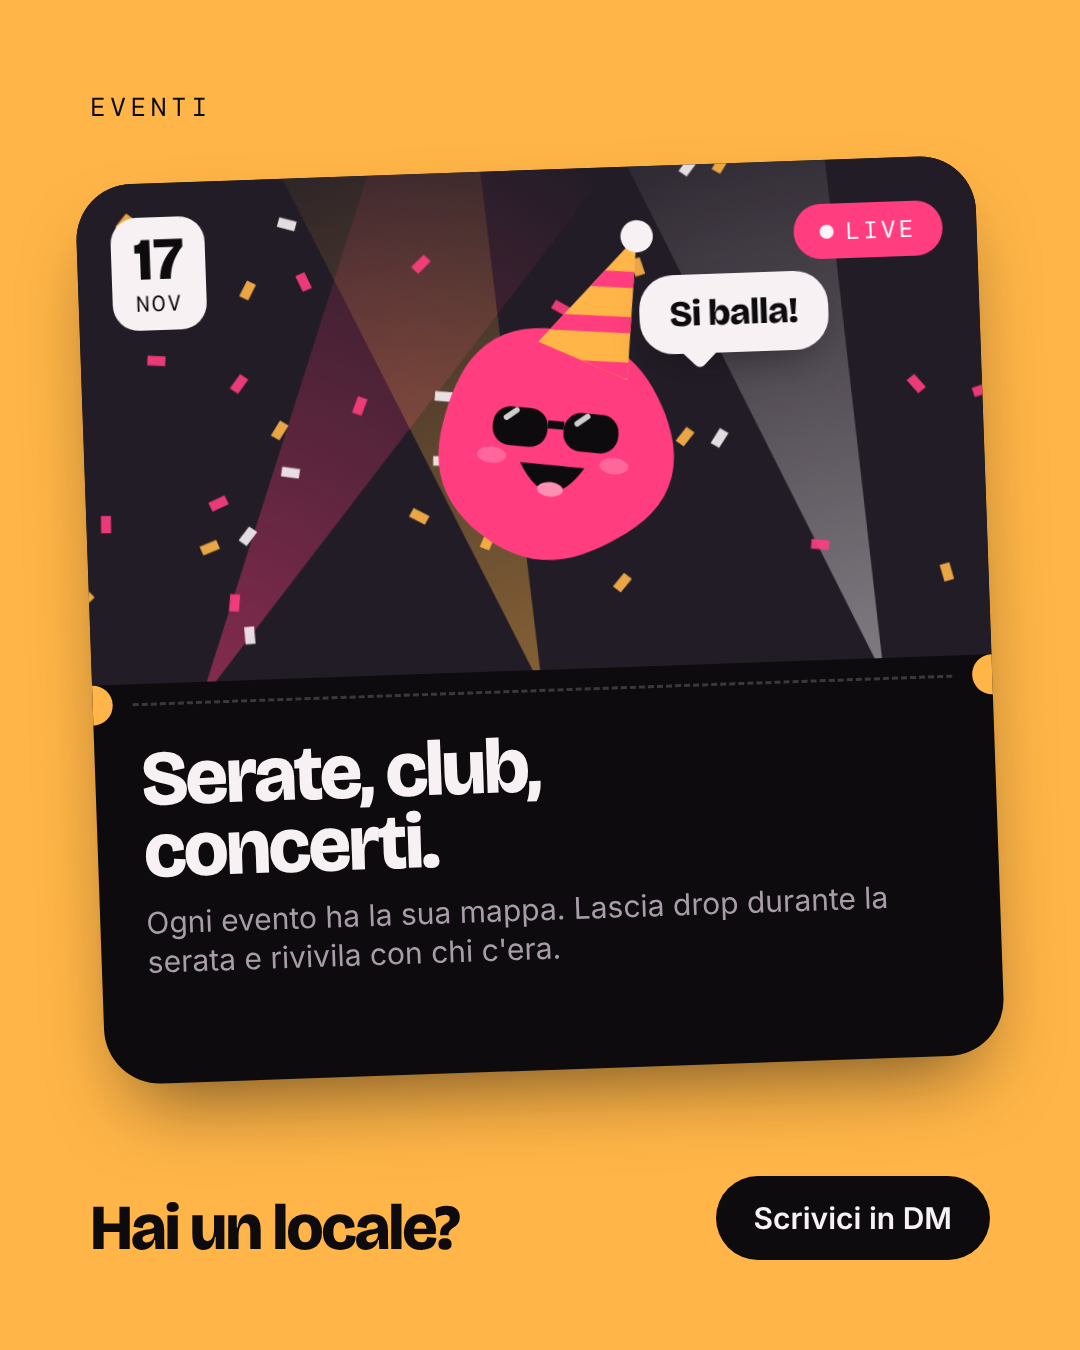 EVENTI
17
NOV
LIVE
Si balla!
Serate, club,
concerti.
Ogni evento ha la sua mappa. Lascia drop durante la
serata e rivivila con chi c'era.
Hai un locale?
Scrivici in DM